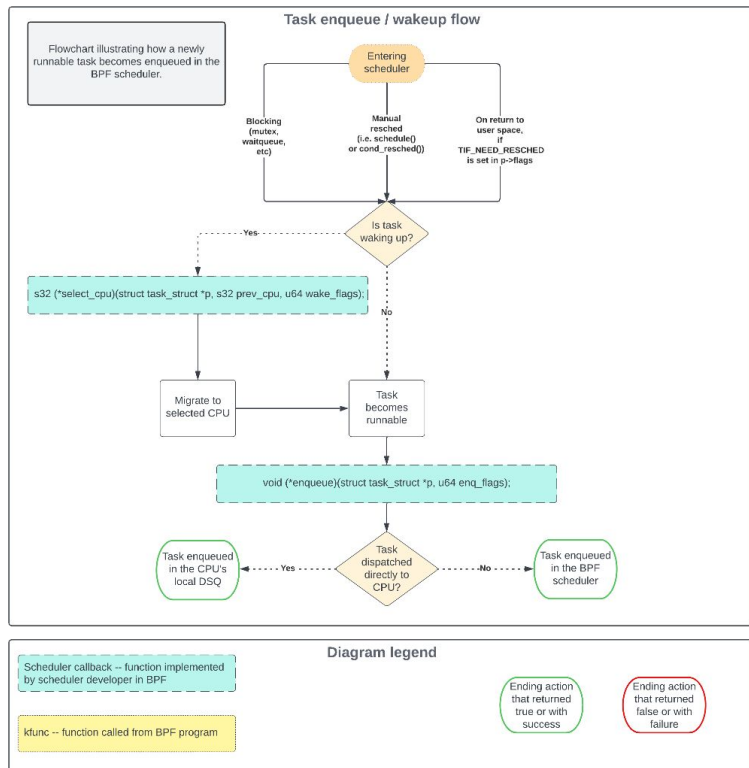 Task enqueue / wakeup flow
Flowchart illustrating how a newly
runnable task becomes enqueued in the
BPF scheduler.
Entering
scheduler
Blocking
(mutex,
waitqueue,
etc)
Manual
resched
(i.e. schedule()
or cond_resched())
On return to
user space,
if
TIF_NEED_RESCHED
is set in p->flags
Is task
waking up?
Yes
No
s32 (*select_cpu)(struct task_struct *p, s32 prev_cpu, u64 wake_flags);
Migrate to
selected CPU
Task
becomes
runnable
void (*enqueue)(struct task_struct *p, u64 enq_flags);
Task
dispatched
directly to
CPU?
Yes
No
Task enqueued
in the CPU's
local DSQ
Task enqueued
in the BPF
scheduler
Diagram legend
Scheduler callback -- function implemented
by scheduler developer in BPF
kfunc -- function called from BPF program
Ending action
that returned
true or with
success
Ending action
that returned
false or with
failure